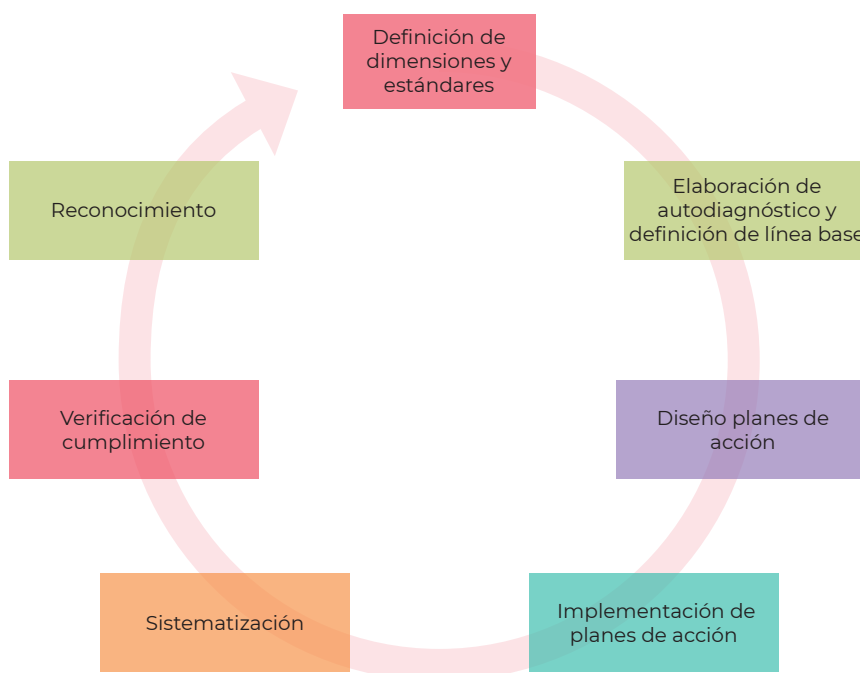 Definición de
dimensiones y
estándares
Elaboración de
autodiagnóstico y
definición de línea base
Diseño planes de
acción
Implementación de
planes de acción
Sistematización
Verificación de
cumplimiento
Reconocimiento